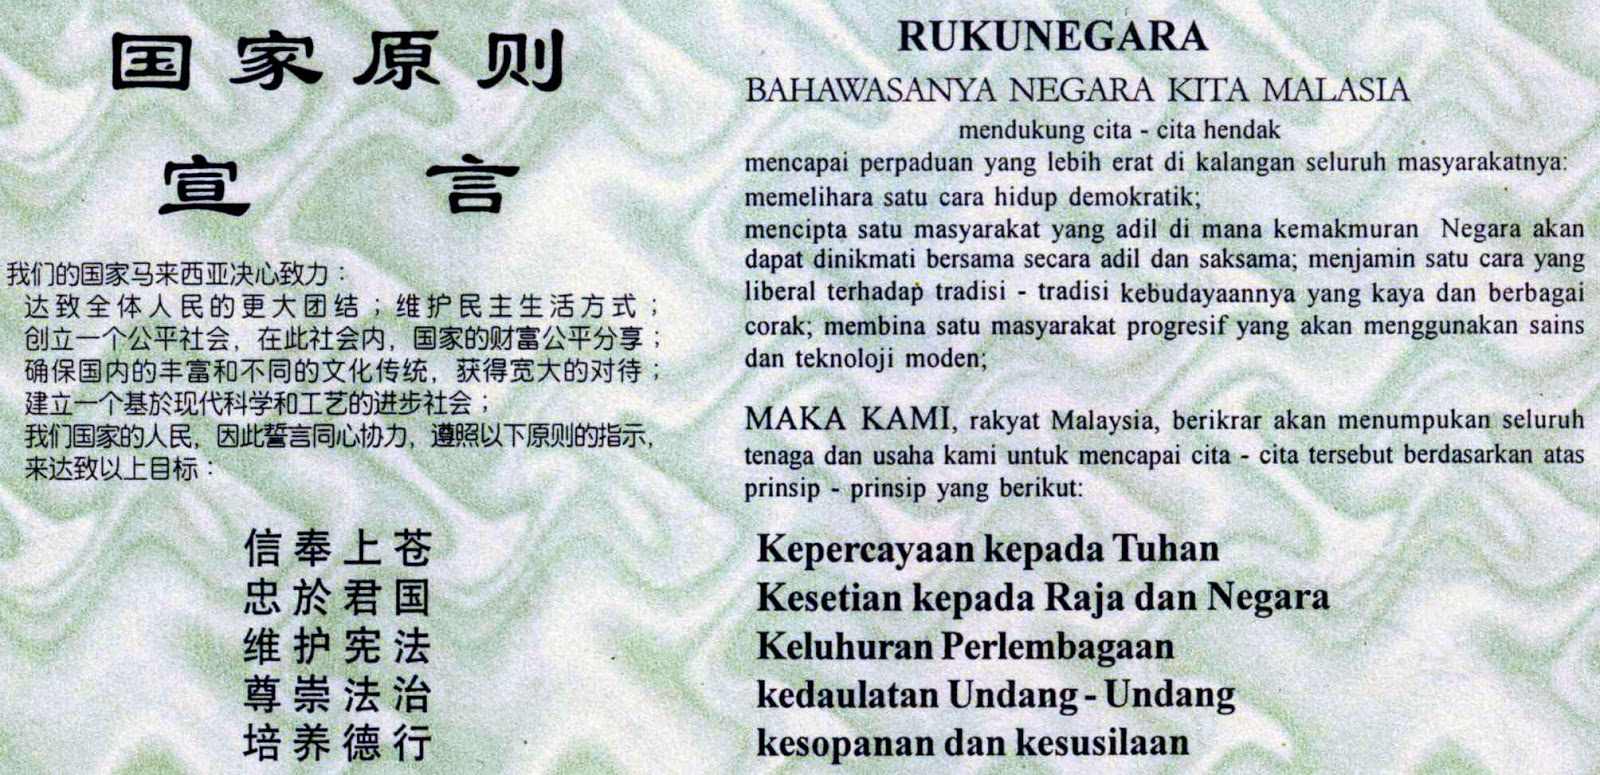 国家原则
宣言
我们的国家马来西亚决心致力：
达致全体人民的更大团结；维护民主生活方式；
创立一个公平社会，在此社会内，国家的财富公平分享；
确保国内的丰富和不同的文化传统，获得宽大的对待；
建立一个基於现代科学和工艺的进步社会；
我们国家的人民，因此誓言同心协力，遵照以下原则的指示，
来达致以上目标：
信奉上苍
忠於君国
维护宪法
尊崇法治
培养德行
RUKUNEGARA
BAHAWASANYA NEGARA KITA MALASIA
mendukung cita - cita hendak
mencapai perpaduan yang lebih erat di kalangan seluruh masyarakatnya:
memelihara satu cara hidup demokratik;
mencipta satu masyarakat yang adil di mana kemakmuran Negara akan
dapat dinikmati bersama secara adil dan saksama; menjamin satu cara yang
liberal terhadap tradisi - tradisi kebudayaannya yang kaya dan berbagai
corak; membina satu masyarakat progresif yang akan menggunakan sains
dan teknoloji moden;
MAKA KAMI, rakyat Malaysia, berikrar akan menumpukan seluruh
tenaga dan usaha kami untuk mencapai cita - cita tersebut berdasarkan atas
prinsip - prinsip yang berikut:
Kepercayaan kepada Tuhan
Kesetian kepada Raja dan Negara
Keluhuran Perlembagaan
kedaulatan Undang - Undang
kesopanan dan kesusilaan